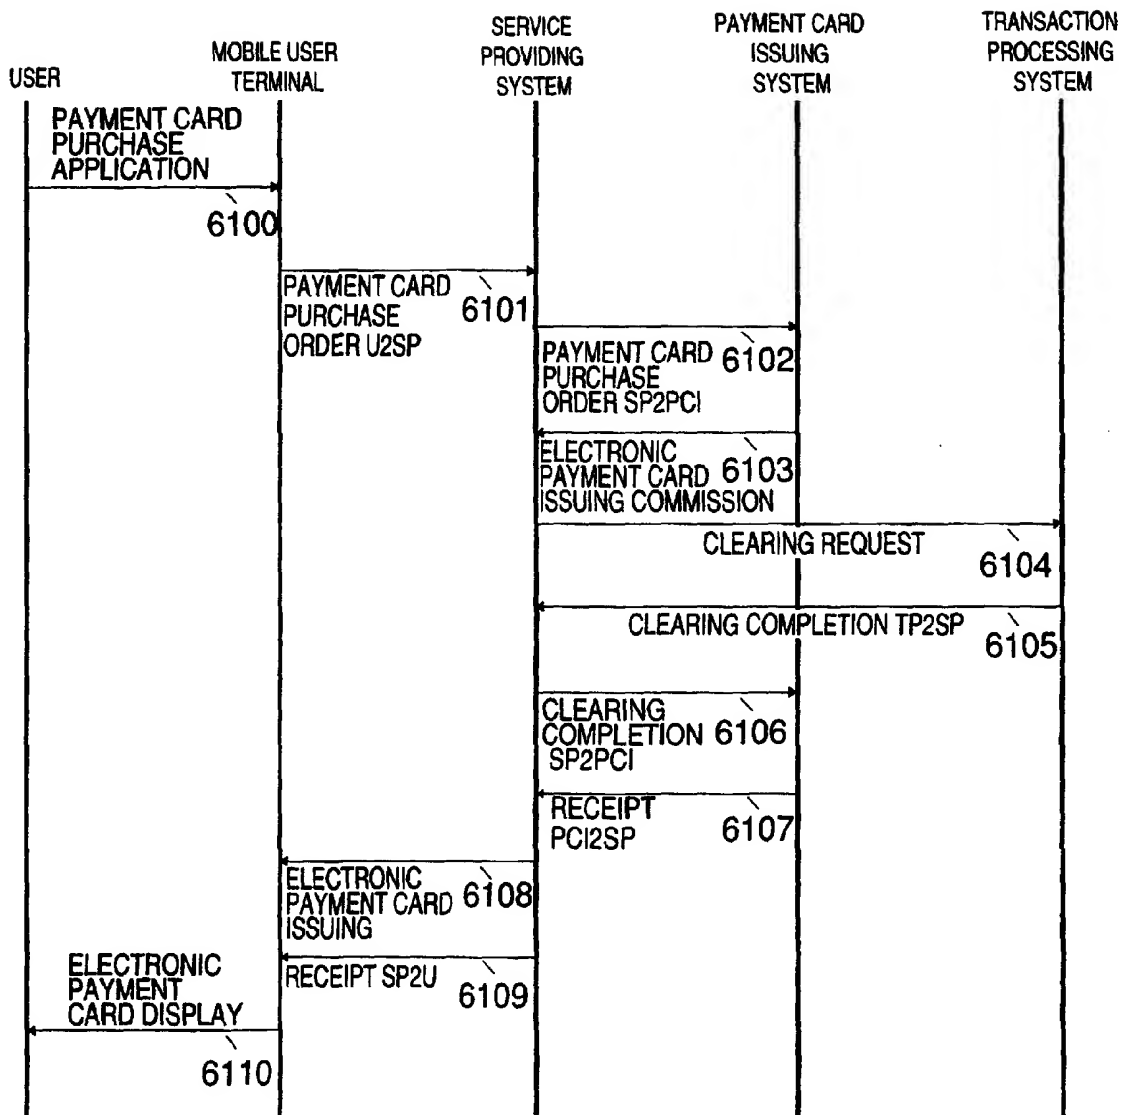 USER
MOBILE USER
TERMINAL
SERVICE
PROVIDING
SYSTEM
PAYMENT CARD
ISSUING
SYSTEM
TRANSACTION
PROCESSING
SYSTEM
PAYMENT CARD
PURCHASE
APPLICATION
6100
PAYMENT CARD
PURCHASE
ORDER U2SP
6101
PAYMENT CARD
PURCHASE
ORDER SP2PCI
6102
ELECTRONIC
PAYMENT CARD
ISSUING COMMISSION
6103
CLEARING REQUEST
6104
CLEARING COMPLETION TP2SP
6105
CLEARING
COMPLETION
SP2PCI
6106
RECEIPT
PCI2SP
6107
ELECTRONIC
PAYMENT CARD
ISSUING
6108
RECEIPT SP2U
6109
ELECTRONIC
PAYMENT
CARD DISPLAY
6110